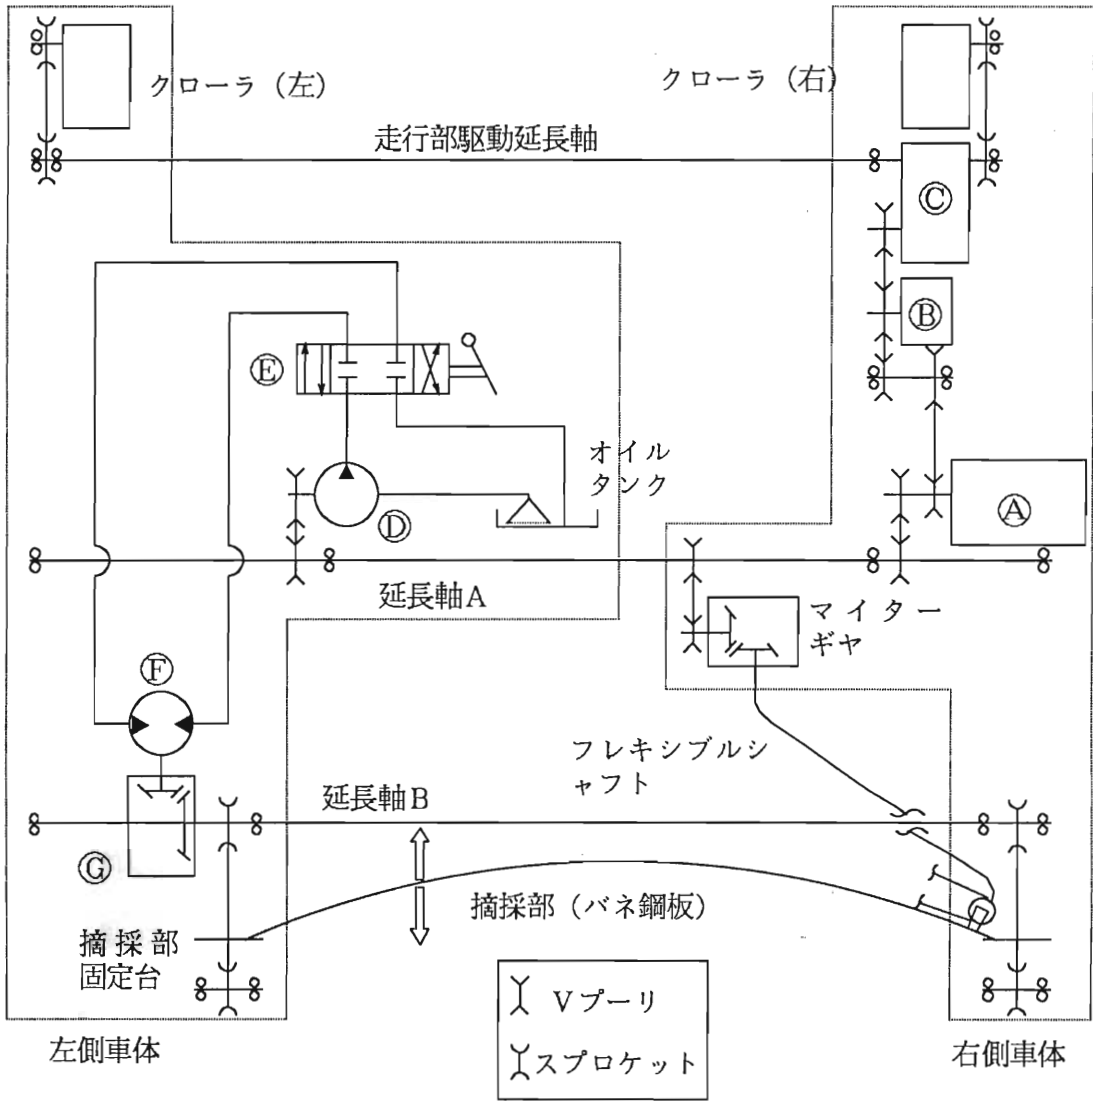 クローラ（左）
クローラ（右）
走行部駆動延長軸
Ⓒ
Ⓑ
Ⓔ
オイル
タンク
Ⓐ
Ⓓ
延長軸A
マイター
ギヤ
Ⓕ
フレキシブルシ
ャフト
延長軸B
Ⓖ
摘採部（バネ鋼板）
摘採部
固定台
Vプーリ
スプロケット
左側車体
右側車体